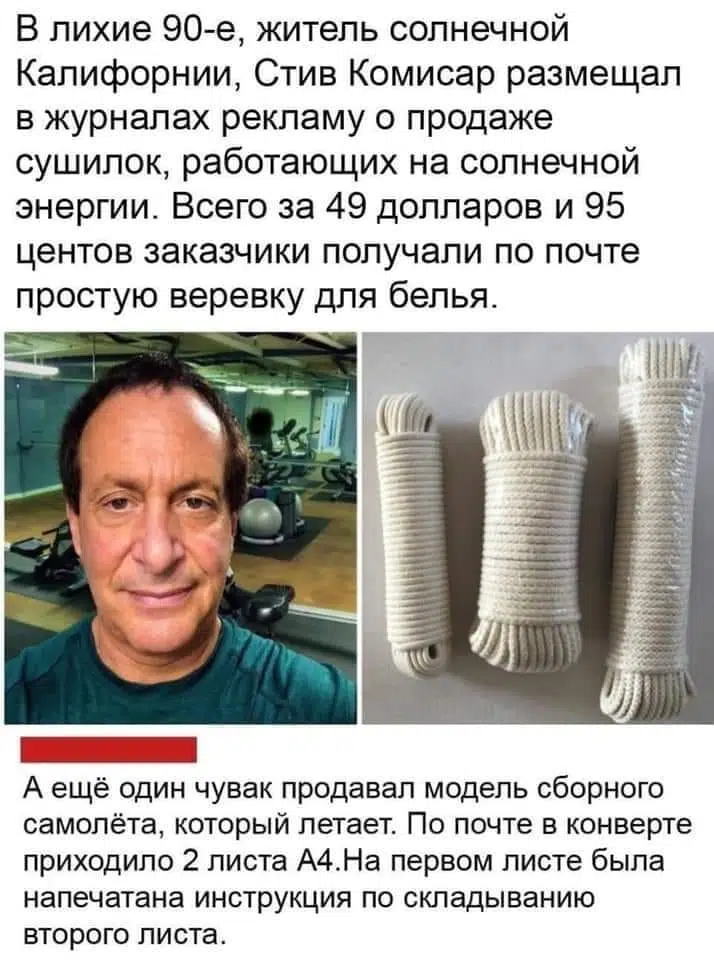 В лихие 90-е, житель солнечной
Калифорнии, Стив Комисар размещал
в журналах рекламу о продаже
сушилок, работающих на солнечной
энергии. Всего за 49 долларов и 95
центов заказчики получали по почте
простую веревку для белья.
А ещё один чувак продавал модель сборного
самолёта, который летает. По почте в конверте
приходило 2 листа А4.На первом листе была
напечатана инструкция по складыванию
второго листа.